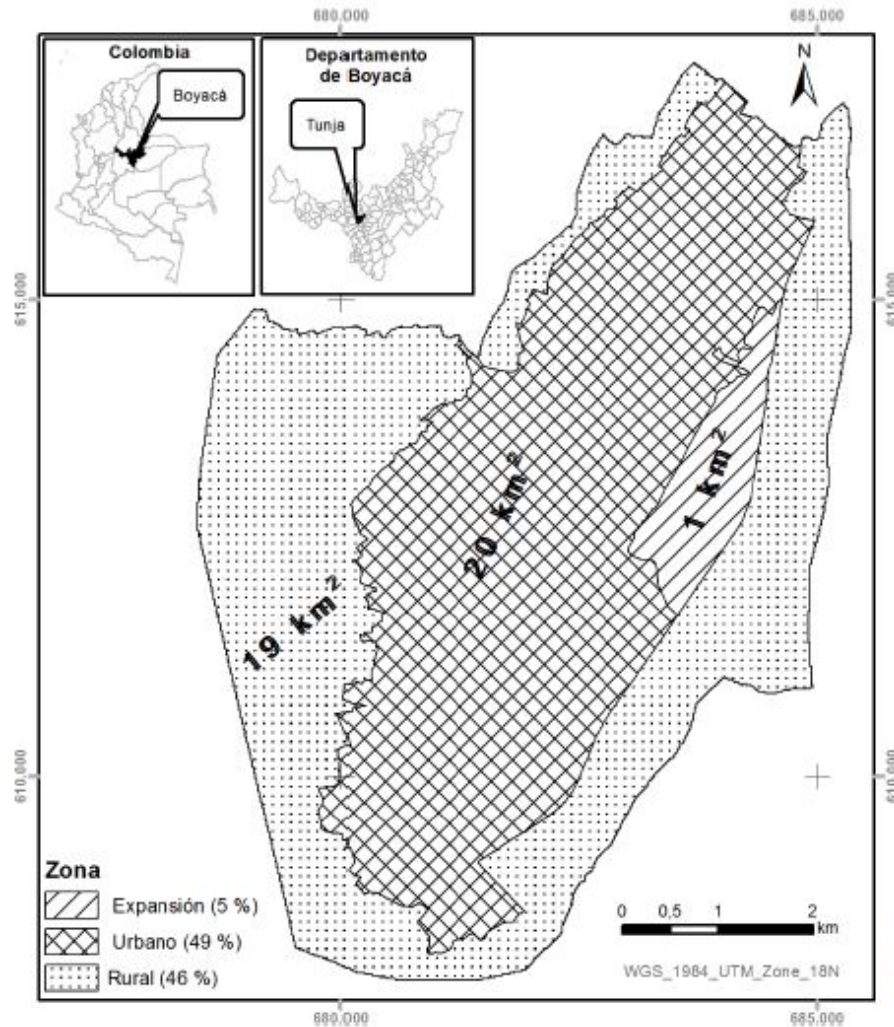 680.000
685.000
Colombia
Boyacá
Departamento
de Boyacá
Tunja
N
615.000
615.000
1 km²
20 km²
19 km²
610.000
610.000
Zona
Expansión (5 %)
Urbano (49 %)
Rural (46 %)
0 0,5 1 2
km
WGS_1984_UTM_Zone_18N
680.000
685.000